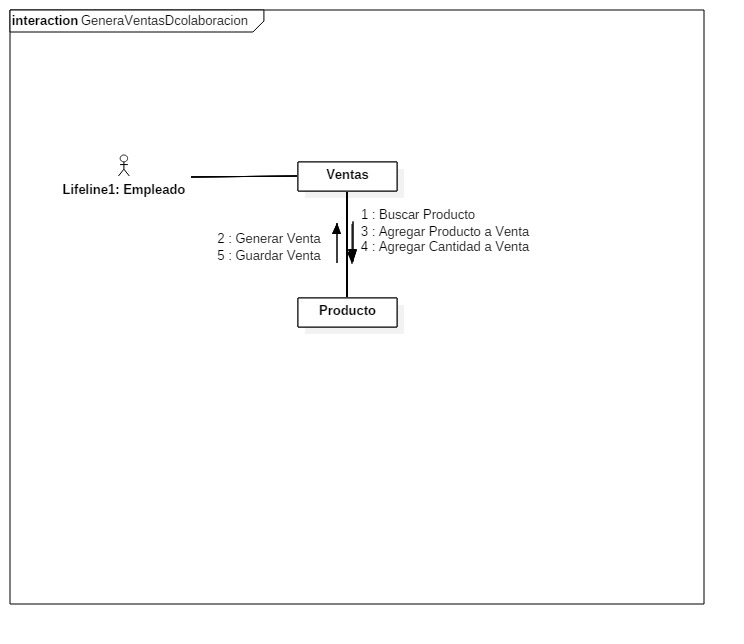 interaction GeneraVentasDcolaboracion
Lifeline1: Empleado
Ventas
1 : Buscar Producto
3 : Agregar Producto a Venta
4 : Agregar Cantidad a Venta
2 : Generar Venta
5 : Guardar Venta
Producto